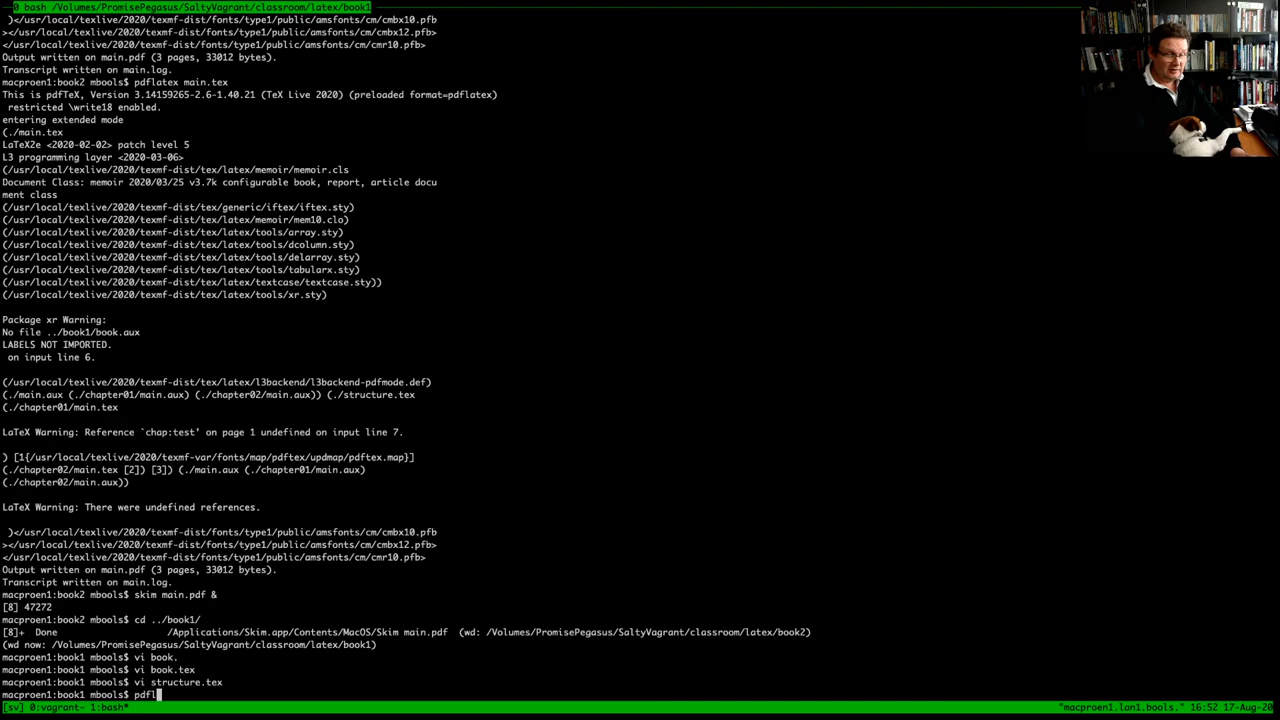 0 bash /Volumes/PromisePegasus/SaltyVagrant/classroom/latex/book1
)</usr/local/texlive/2020/texmf-dist/fonts/type1/public/amsfonts/cm/cmbx10.pfb
></usr/local/texlive/2020/texmf-dist/fonts/type1/public/amsfonts/cm/cmbx12.pfb>
</usr/local/texlive/2020/texmf-dist/fonts/type1/public/amsfonts/cm/cmr10.pfb>
Output written on main.pdf (3 pages, 33012 bytes).
Transcript written on main.log.
macproen1:book2 mbools$ pdflatex main.tex
This is pdfTeX, Version 3.14159265-2.6-1.40.21 (TeX Live 2020) (preloaded format=pdflatex)
restricted \write18 enabled.
entering extended mode
(./main.tex
LaTeX2e <2020-02-02> patch level 5
L3 programming layer <2020-03-06>
(/usr/local/texlive/2020/texmf-dist/tex/latex/memoir/memoir.cls
Document Class: memoir 2020/03/25 v3.7k configurable book, report, article docu
ment class
(/usr/local/texlive/2020/texmf-dist/tex/generic/iftex/iftex.sty)
(/usr/local/texlive/2020/texmf-dist/tex/latex/memoir/mem10.clo)
(/usr/local/texlive/2020/texmf-dist/tex/latex/tools/array.sty)
(/usr/local/texlive/2020/texmf-dist/tex/latex/tools/dcolumn.sty)
(/usr/local/texlive/2020/texmf-dist/tex/latex/tools/delarray.sty)
(/usr/local/texlive/2020/texmf-dist/tex/latex/tools/tabularx.sty)
(/usr/local/texlive/2020/texmf-dist/tex/latex/textcase/textcase.sty))
(/usr/local/texlive/2020/texmf-dist/tex/latex/tools/xr.sty)
Package xr Warning:
No file ../book1/book.aux
LABELS NOT IMPORTED.
on input line 6.
(/usr/local/texlive/2020/texmf-dist/tex/latex/l3backend/l3backend-pdfmode.def)
(./main.aux (./chapter01/main.aux) (./chapter02/main.aux)) (./structure.tex
(./chapter01/main.tex
LaTeX Warning: Reference `chap:test' on page 1 undefined on input line 7.
) [1{/usr/local/texlive/2020/texmf-var/fonts/map/pdftex/updmap/pdftex.map}]
(./chapter02/main.tex [2]) [3]) (./main.aux (./chapter01/main.aux)
(./chapter02/main.aux))
LaTeX Warning: There were undefined references.
)</usr/local/texlive/2020/texmf-dist/fonts/type1/public/amsfonts/cm/cmbx10.pfb
></usr/local/texlive/2020/texmf-dist/fonts/type1/public/amsfonts/cm/cmbx12.pfb>
</usr/local/texlive/2020/texmf-dist/fonts/type1/public/amsfonts/cm/cmr10.pfb>
Output written on main.pdf (3 pages, 33012 bytes).
Transcript written on main.log.
macproen1:book2 mbools$ skim main.pdf &
[8] 47272
macproen1:book2 mbools$ cd ../book1/
[8]+  Done                    /Applications/Skim.app/Contents/MacOS/Skim main.pdf  (wd: /Volumes/PromisePegasus/SaltyVagrant/classroom/latex/book2)
(wd now: /Volumes/PromisePegasus/SaltyVagrant/classroom/latex/book1)
macproen1:book1 mbools$ vi book.
macproen1:book1 mbools$ vi book.tex
macproen1:book1 mbools$ vi structure.tex
macproen1:book1 mbools$ pdfl
[sv] 0:vagrant- 1:bash* "macproen1.lan1.bools." 16:52 17-Aug-20